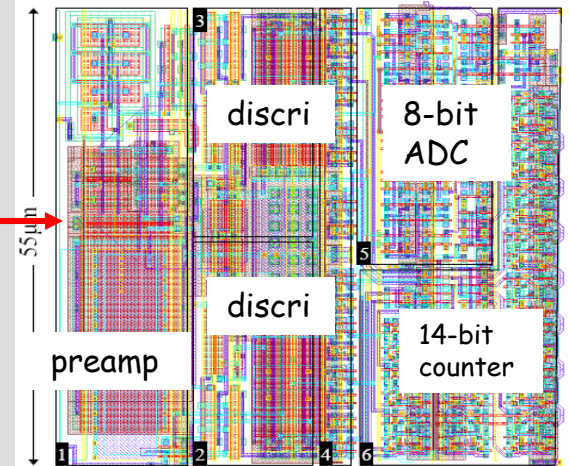 3
discri
8-bit
ADC
55µm
5
discri
14-bit
counter
preamp
1
2
4
6